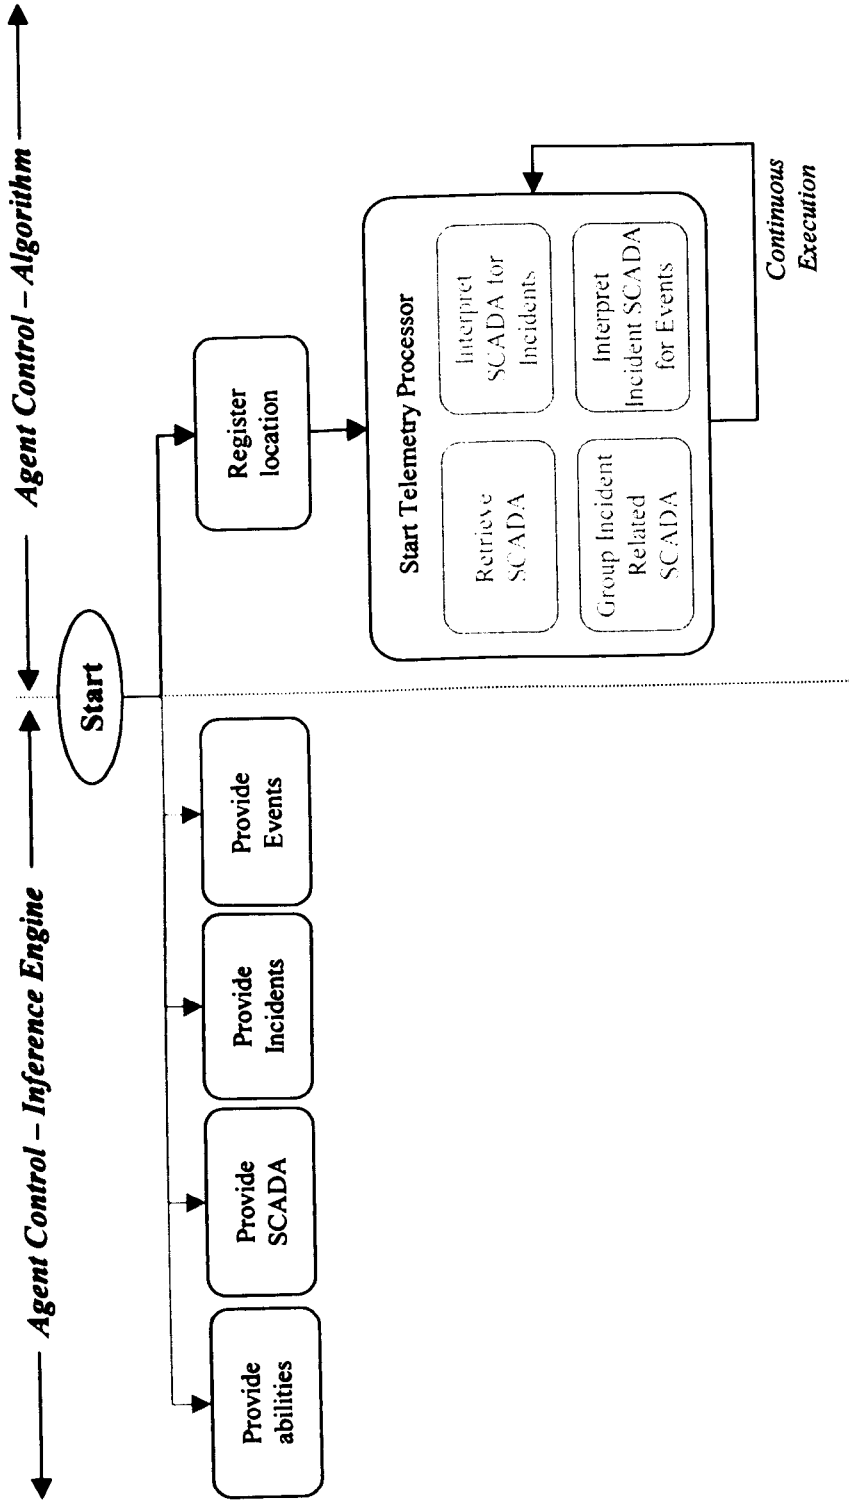 Agent Control – Inference Engine
Agent Control – Algorithm
Start
Provide
abilities
Provide
SCADA
Provide
Incidents
Provide
Events
Register
location
Start Telemetry Processor
Retrieve
SCADA
Interpret
SCADA for
Incidents
Group Incident
Related
SCADA
Interpret
Incident SCADA
for Events
Continuous
Execution